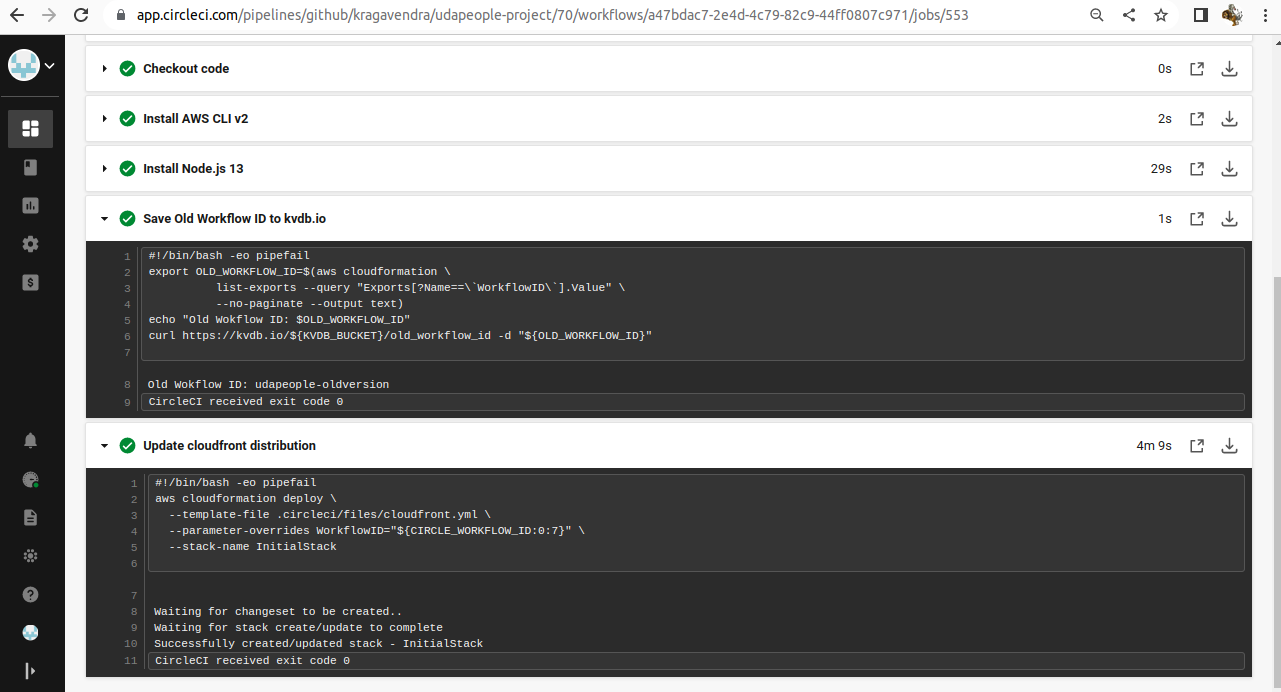 app.circleci.com/pipelines/github/kragavendra/udapeople-project/70/workflows/a47bdac7-2e4d-4c79-82c9-44ff0807c971/jobs/553
Checkout code 0s
Install AWS CLI v2 2s
Install Node.js 13 29s
Save Old Workflow ID to kvdb.io 1s
1 #!/bin/bash -eo pipefail
2 export OLD_WORKFLOW_ID=$(aws cloudformation \
3 list-exports --query "Exports[?Name==\`WorkflowID\`].Value" \
4 --no-paginate --output text)
5 echo "Old Wokflow ID: $OLD_WORKFLOW_ID"
6 curl https://kvdb.io/${KVDB_BUCKET}/old_workflow_id -d "${OLD_WORKFLOW_ID}"
7
8 Old Wokflow ID: udapeople-oldversion
9 CircleCI received exit code 0
Update cloudfront distribution 4m 9s
1 #!/bin/bash -eo pipefail
2 aws cloudformation deploy \
3 --template-file .circleci/files/cloudfront.yml \
4 --parameter-overrides WorkflowID="${CIRCLE_WORKFLOW_ID:0:7}" \
5 --stack-name InitialStack
6
7
8 Waiting for changeset to be created..
9 Waiting for stack create/update to complete
10 Successfully created/updated stack - InitialStack
11 CircleCI received exit code 0